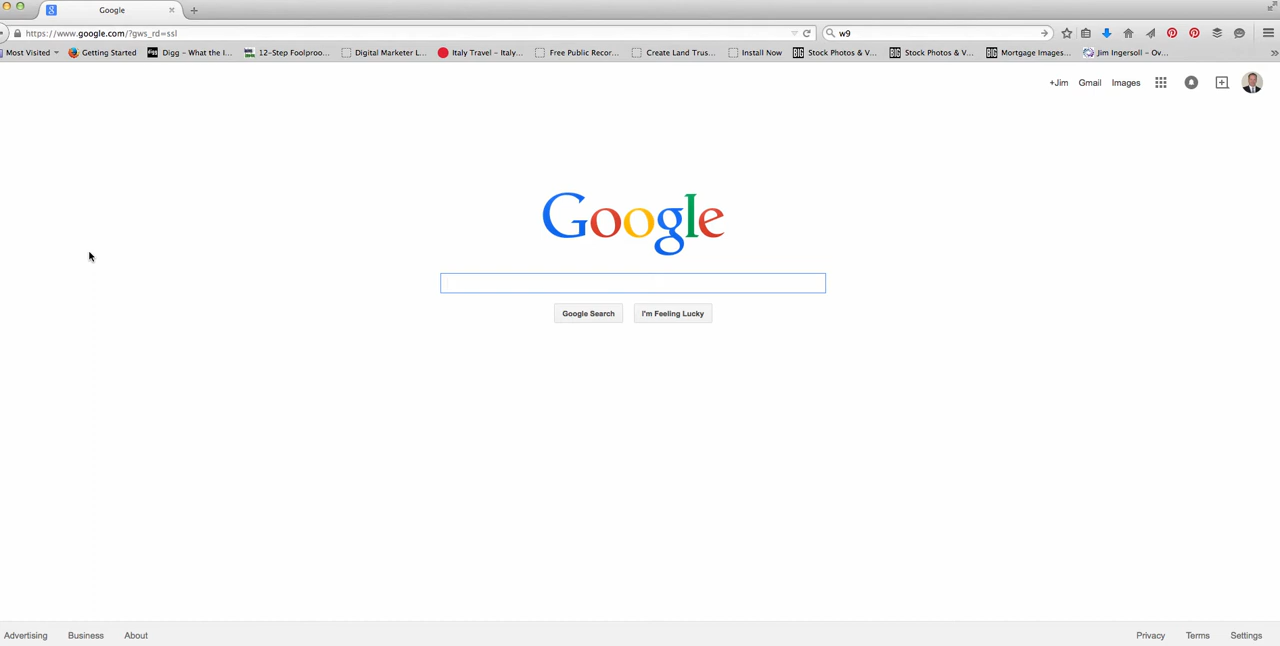 Google
https://www.google.com/?gws_rd=ssl
w9
Most Visited
Getting Started
Digg - What the I...
12-Step Foolproo...
Digital Marketer L...
Italy Travel - Italy...
Free Public Recor...
Create Land Trus...
Install Now
Stock Photos & V...
Stock Photos & V...
Mortgage Images...
Jim Ingersoll - Ov...
+Jim
Gmail
Images
Google
Google Search
I'm Feeling Lucky
Advertising
Business
About
Privacy
Terms
Settings